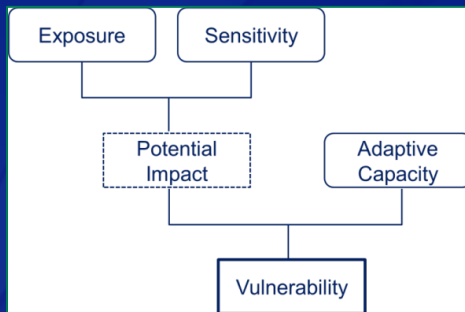 Exposure
Sensitivity
Potential
Impact
Adaptive
Capacity
Vulnerability